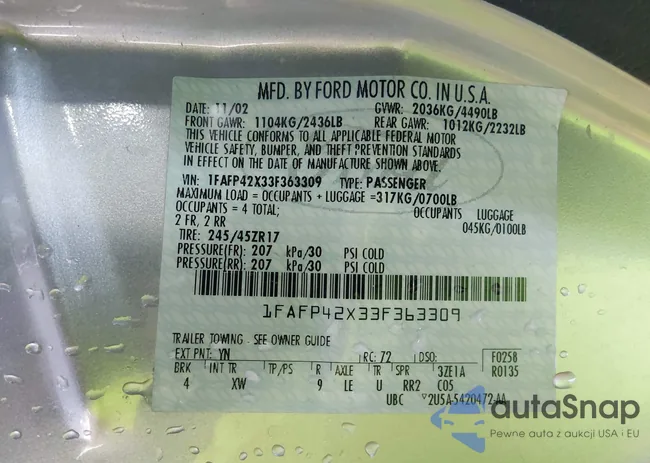 MFD. BY FORD MOTOR CO. IN U.S.A.
DATE: 11/02 GVWR: 2036KG/4490LB
FRONT GAWR: 1104KG/2436LB REAR GAWR: 1012KG/2232LB
THIS VEHICLE CONFORMS TO ALL APPLICABLE FEDERAL MOTOR
VEHICLE SAFETY, BUMPER, AND THEFT PREVENTION STANDARDS
IN EFFECT ON THE DATE OF MANUFACTURE SHOWN ABOVE.
VIN: 1FAFP42X33F363309 TYPE: PASSENGER
MAXIMUM LOAD = OCCUPANTS + LUGGAGE =317KG/0700LB
OCCUPANTS = 4 TOTAL; OCCUPANTS LUGGAGE
2 FR, 2 RR 045KG/0100LB
TIRE: 245/45ZR17
PRESSURE(FR): 207 kPa/30 PSI COLD
PRESSURE(RR): 207 kPa/30 PSI COLD
1FAFP42X33F363309
TRAILER TOWING - SEE OWNER GUIDE
EXT PNT: YN RC: 72 DSO: F0258
BRK INT TR TP/PS R AXLE TR SPR 3ZE1A R0135
4 XW 9 LE U RR2 C05
UBC 2U5A-5420472-AA
autaSnap
Pewne auta z aukcji USA i EU